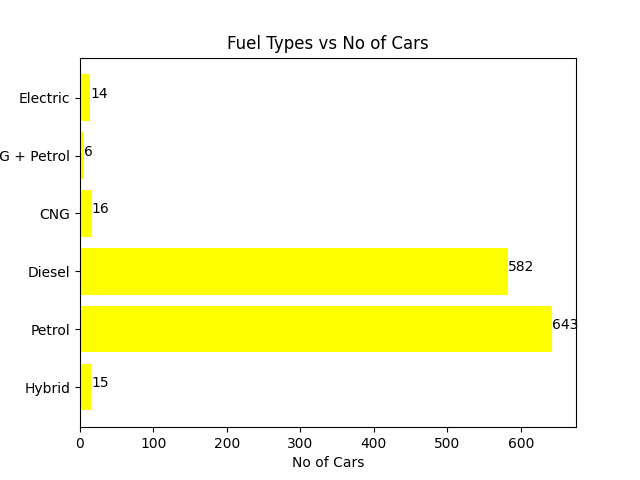 Fuel Types vs No of Cars
Electric 14
G + Petrol 6
CNG 16
Diesel 582
Petrol 643
Hybrid 15
0 100 200 300 400 500 600
No of Cars